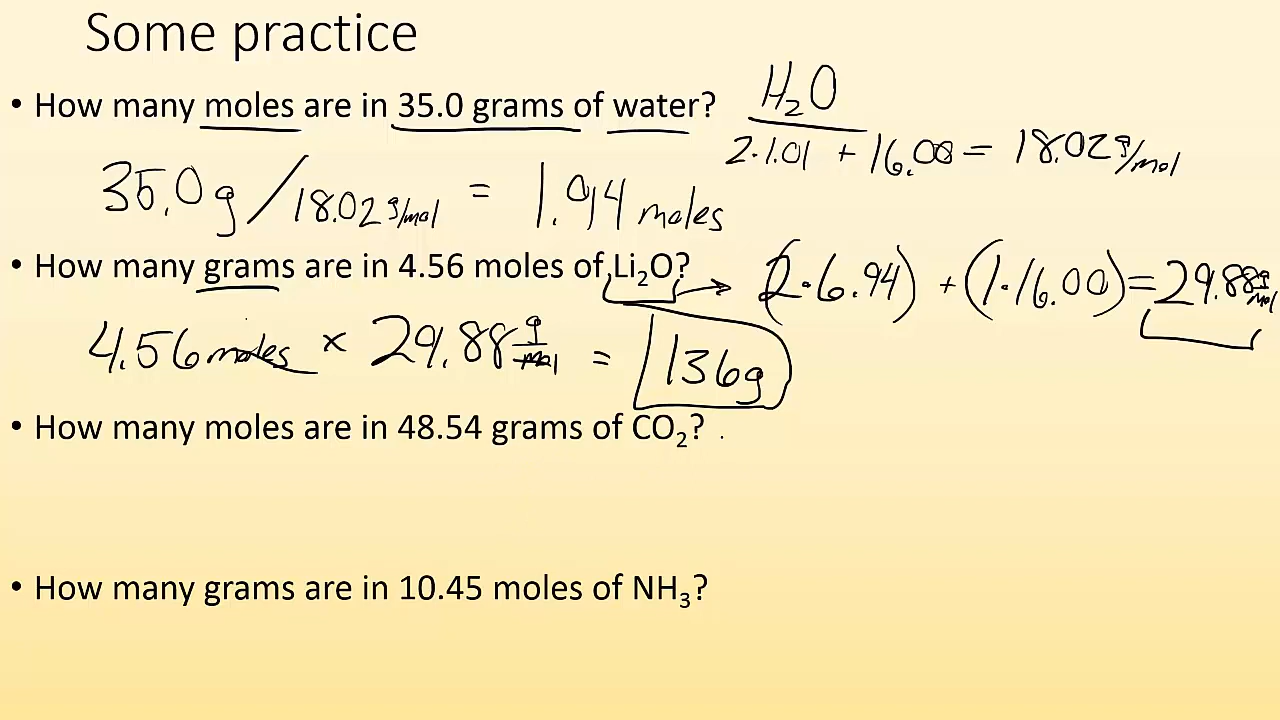 Some practice
• How many moles are in 35.0 grams of water?
H₂O
2·1.01 + 16.00 = 18.02 g/mol
35.0g / 18.02 g/mol = 1.94 moles
• How many grams are in 4.56 moles of Li₂O?
→ (2·6.94) + (1·16.00) = 29.88 g/mol
4.56 moles × 29.88 g/mol = 136g
• How many moles are in 48.54 grams of CO₂?
• How many grams are in 10.45 moles of NH₃?